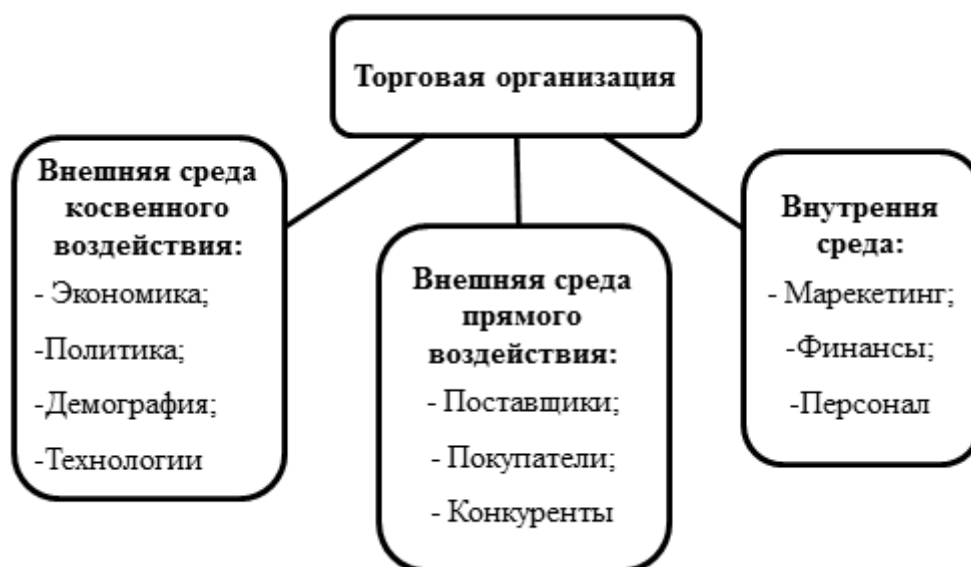 Торговая организация
Внешняя среда
косвенного
воздействия:
- Экономика;
-Политика;
-Демография;
-Технологии
Внешняя среда
прямого
воздействия:
- Поставщики;
- Покупатели;
- Конкуренты
Внутрення
среда:
- Марекетинг;
-Финансы;
-Персонал